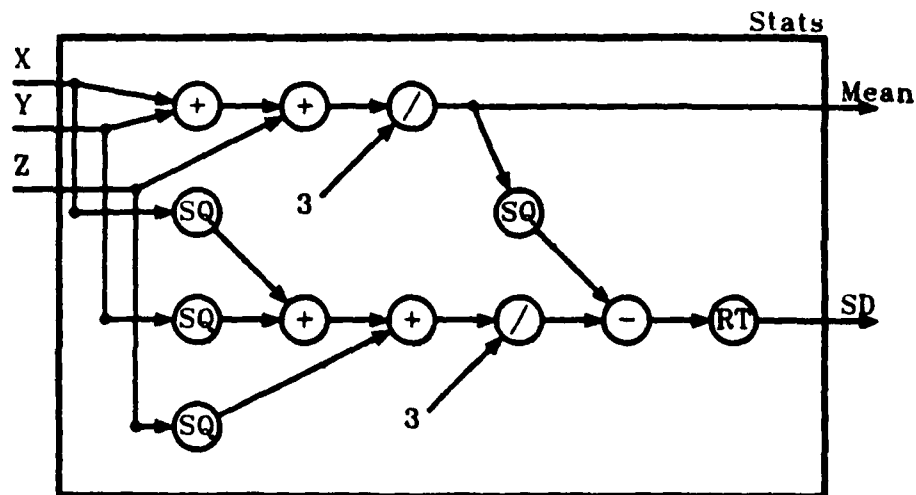 Stats
X
+ + / Mean
Y
Z
3
SQ SQ
SQ + + / - RT SD
3
SQ